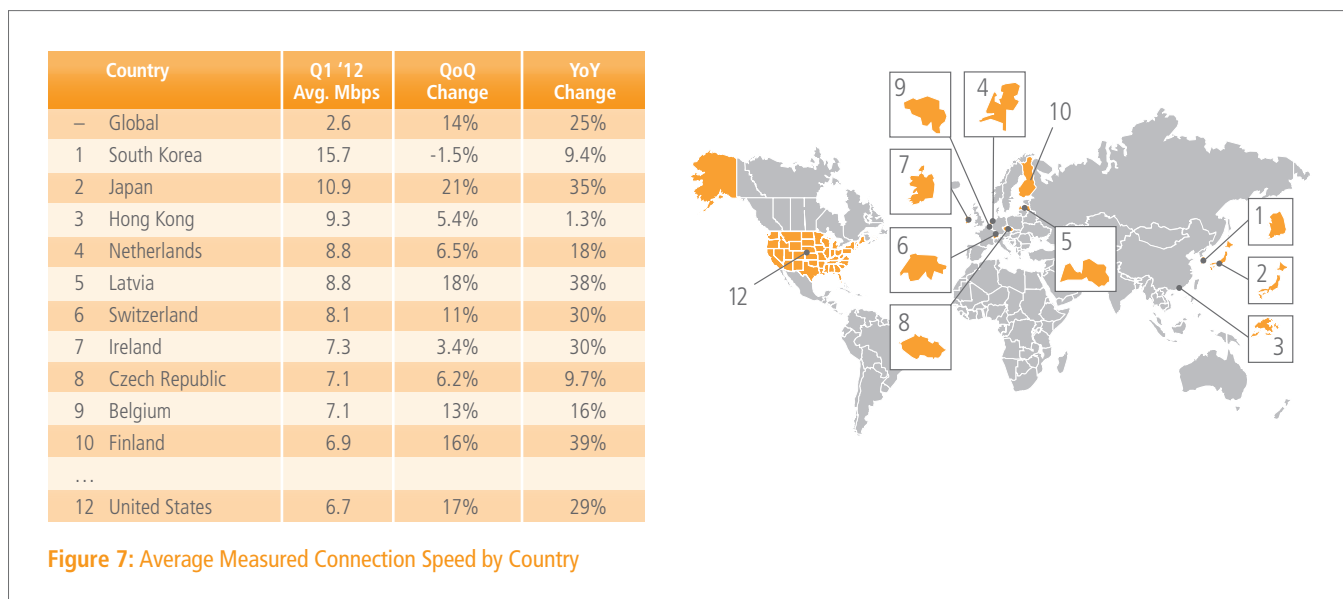 Country Q1 ‘12 Avg. Mbps QoQ Change YoY Change
– Global 2.6 14% 25%
1 South Korea 15.7 -1.5% 9.4%
2 Japan 10.9 21% 35%
3 Hong Kong 9.3 5.4% 1.3%
4 Netherlands 8.8 6.5% 18%
5 Latvia 8.8 18% 38%
6 Switzerland 8.1 11% 30%
7 Ireland 7.3 3.4% 30%
8 Czech Republic 7.1 6.2% 9.7%
9 Belgium 7.1 13% 16%
10 Finland 6.9 16% 39%
…
12 United States 6.7 17% 29%
Figure 7: Average Measured Connection Speed by Country
9
4
10
7
1
6
5
2
12
8
3